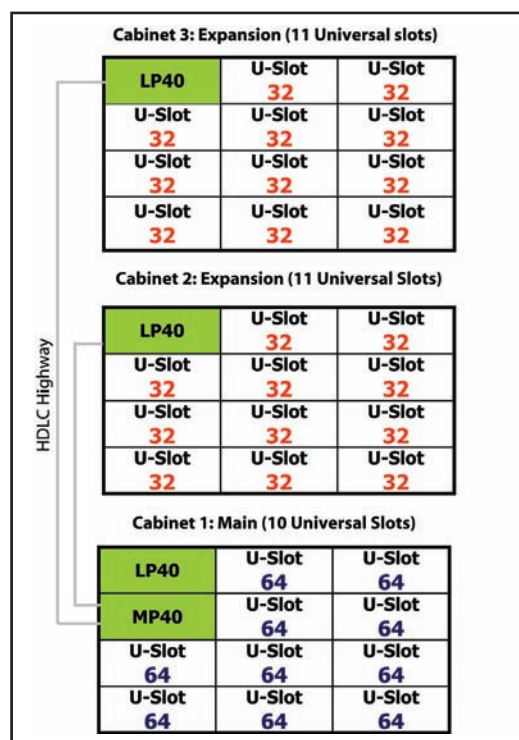 Cabinet 3: Expansion (11 Universal slots)
LP40 U-Slot U-Slot
32 32
U-Slot U-Slot U-Slot
32 32 32
U-Slot U-Slot U-Slot
32 32 32
U-Slot U-Slot U-Slot
32 32 32
Cabinet 2: Expansion (11 Universal Slots)
LP40 U-Slot U-Slot
32 32
U-Slot U-Slot U-Slot
32 32 32
U-Slot U-Slot U-Slot
32 32 32
U-Slot U-Slot U-Slot
32 32 32
HDLC Highway
Cabinet 1: Main (10 Universal Slots)
LP40 U-Slot U-Slot
64 64
MP40 U-Slot U-Slot
64 64
U-Slot U-Slot U-Slot
64 64 64
U-Slot U-Slot U-Slot
64 64 64